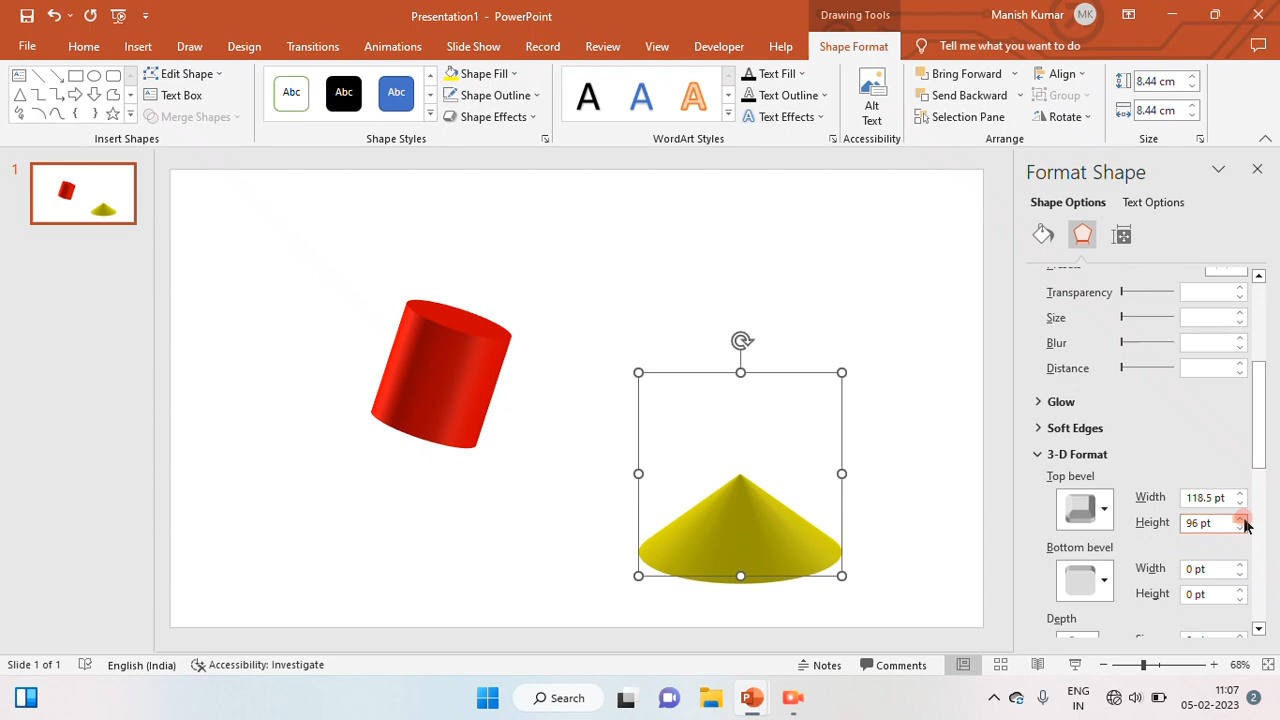 Presentation1 - PowerPoint
Drawing Tools
Manish Kumar MK
File Home Insert Draw Design Transitions Animations Slide Show Record Review View Developer Help Shape Format Tell me what you want to do
Edit Shape
Text Box
Merge Shapes
Insert Shapes
Abc Abc Abc
Shape Fill
Shape Outline
Shape Effects
Shape Styles
A A A
Text Fill
Text Outline
Text Effects
WordArt Styles
Alt
Text
Accessibility
Bring Forward
Send Backward
Selection Pane
Align
Group
Rotate
Arrange
8.44 cm
8.44 cm
Size
1
Format Shape
Shape Options Text Options
Transparency
Size
Blur
Distance
Glow
Soft Edges
3-D Format
Top bevel
Width 118.5 pt
Height 96 pt
Bottom bevel
Width 0 pt
Height 0 pt
Depth
Slide 1 of 1 English (India) Accessibility: Investigate Notes Comments 68%
Search
ENG
IN
11:07
05-02-2023
2